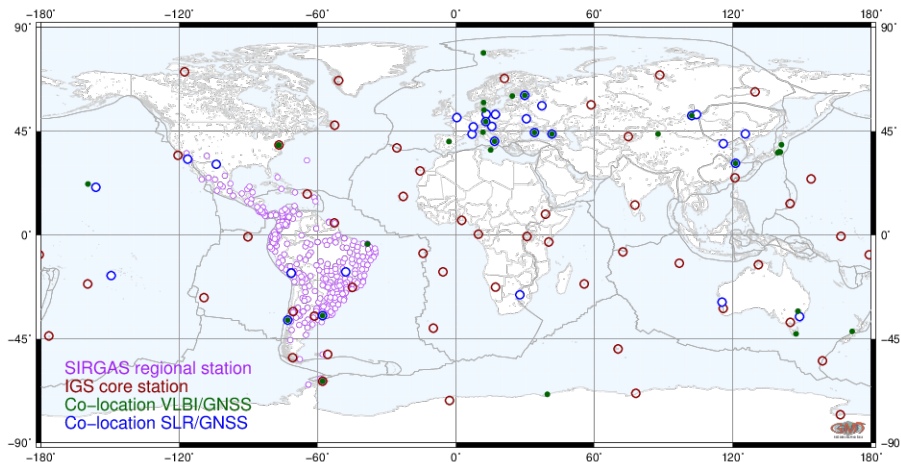 −180° −120° −60° 0° 60° 120° 180°
90° 90°
45° 45°
0° 0°
−45° −45°
SIRGAS regional station
IGS core station
Co−location VLBI/GNSS
Co−location SLR/GNSS
−90° −90°
−180° −120° −60° 0° 60° 120° 180°